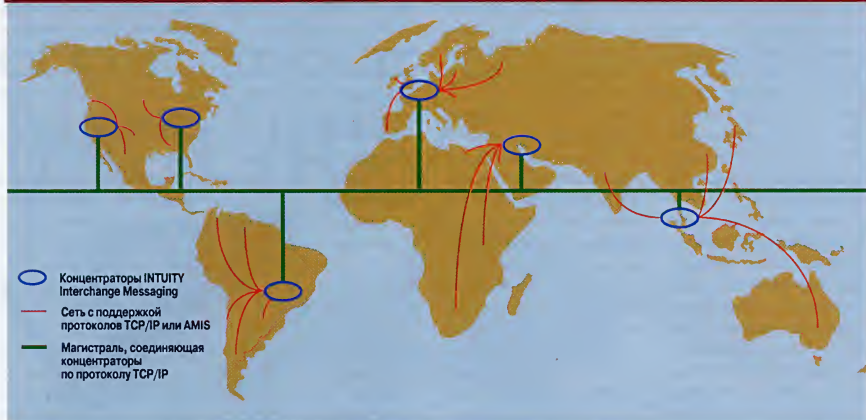 Концентраторы INTUITY
Interchange Messaging
Сеть с поддержкой
протоколов TCP/IP или AMIS
Магистраль, соединяющая
концентраторы
по протоколу TCP/IP